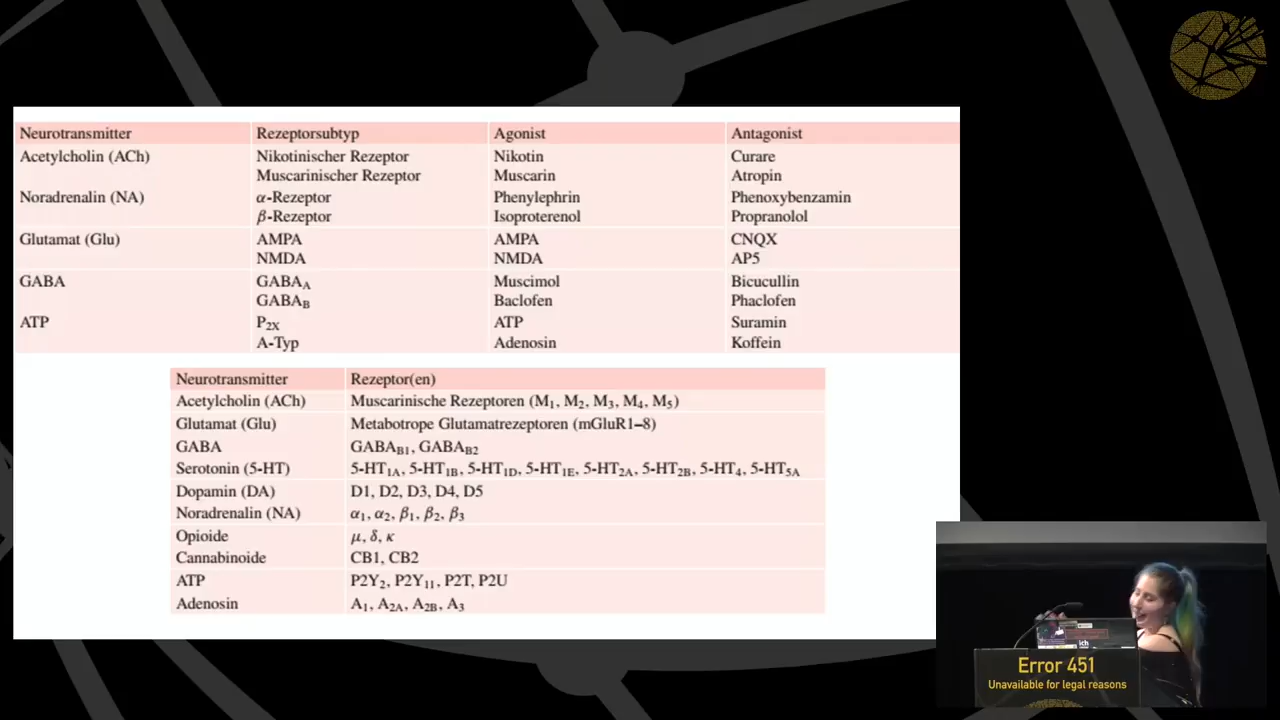 Neurotransmitter Rezeptorsubtyp Agonist Antagonist
Acetylcholin (ACh) Nikotinischer Rezeptor Nikotin Curare
Muscarinischer Rezeptor Muscarin Atropin
Noradrenalin (NA) α-Rezeptor Phenylephrin Phenoxybenzamin
β-Rezeptor Isoproterenol Propranolol
Glutamat (Glu) AMPA AMPA CNQX
NMDA NMDA AP5
GABA GABA_A Muscimol Bicucullin
GABA_B Baclofen Phaclofen
ATP P₂X ATP Suramin
A-Typ Adenosin Koffein
Neurotransmitter Rezeptor(en)
Acetylcholin (ACh) Muscarinische Rezeptoren (M₁, M₂, M₃, M₄, M₅)
Glutamat (Glu) Metabotrope Glutamatrezeptoren (mGluR1–8)
GABA GABA_B1, GABA_B2
Serotonin (5-HT) 5-HT₁A, 5-HT₁B, 5-HT₁D, 5-HT₁E, 5-HT₂A, 5-HT₂B, 5-HT₄, 5-HT₅A
Dopamin (DA) D1, D2, D3, D4, D5
Noradrenalin (NA) α₁, α₂, β₁, β₂, β₃
Opioide μ, δ, κ
Cannabinoide CB1, CB2
ATP P2Y₂, P2Y₁₁, P2T, P2U
Adenosin A₁, A₂A, A₂B, A₃
ich
Error 451
Unavailable for legal reasons